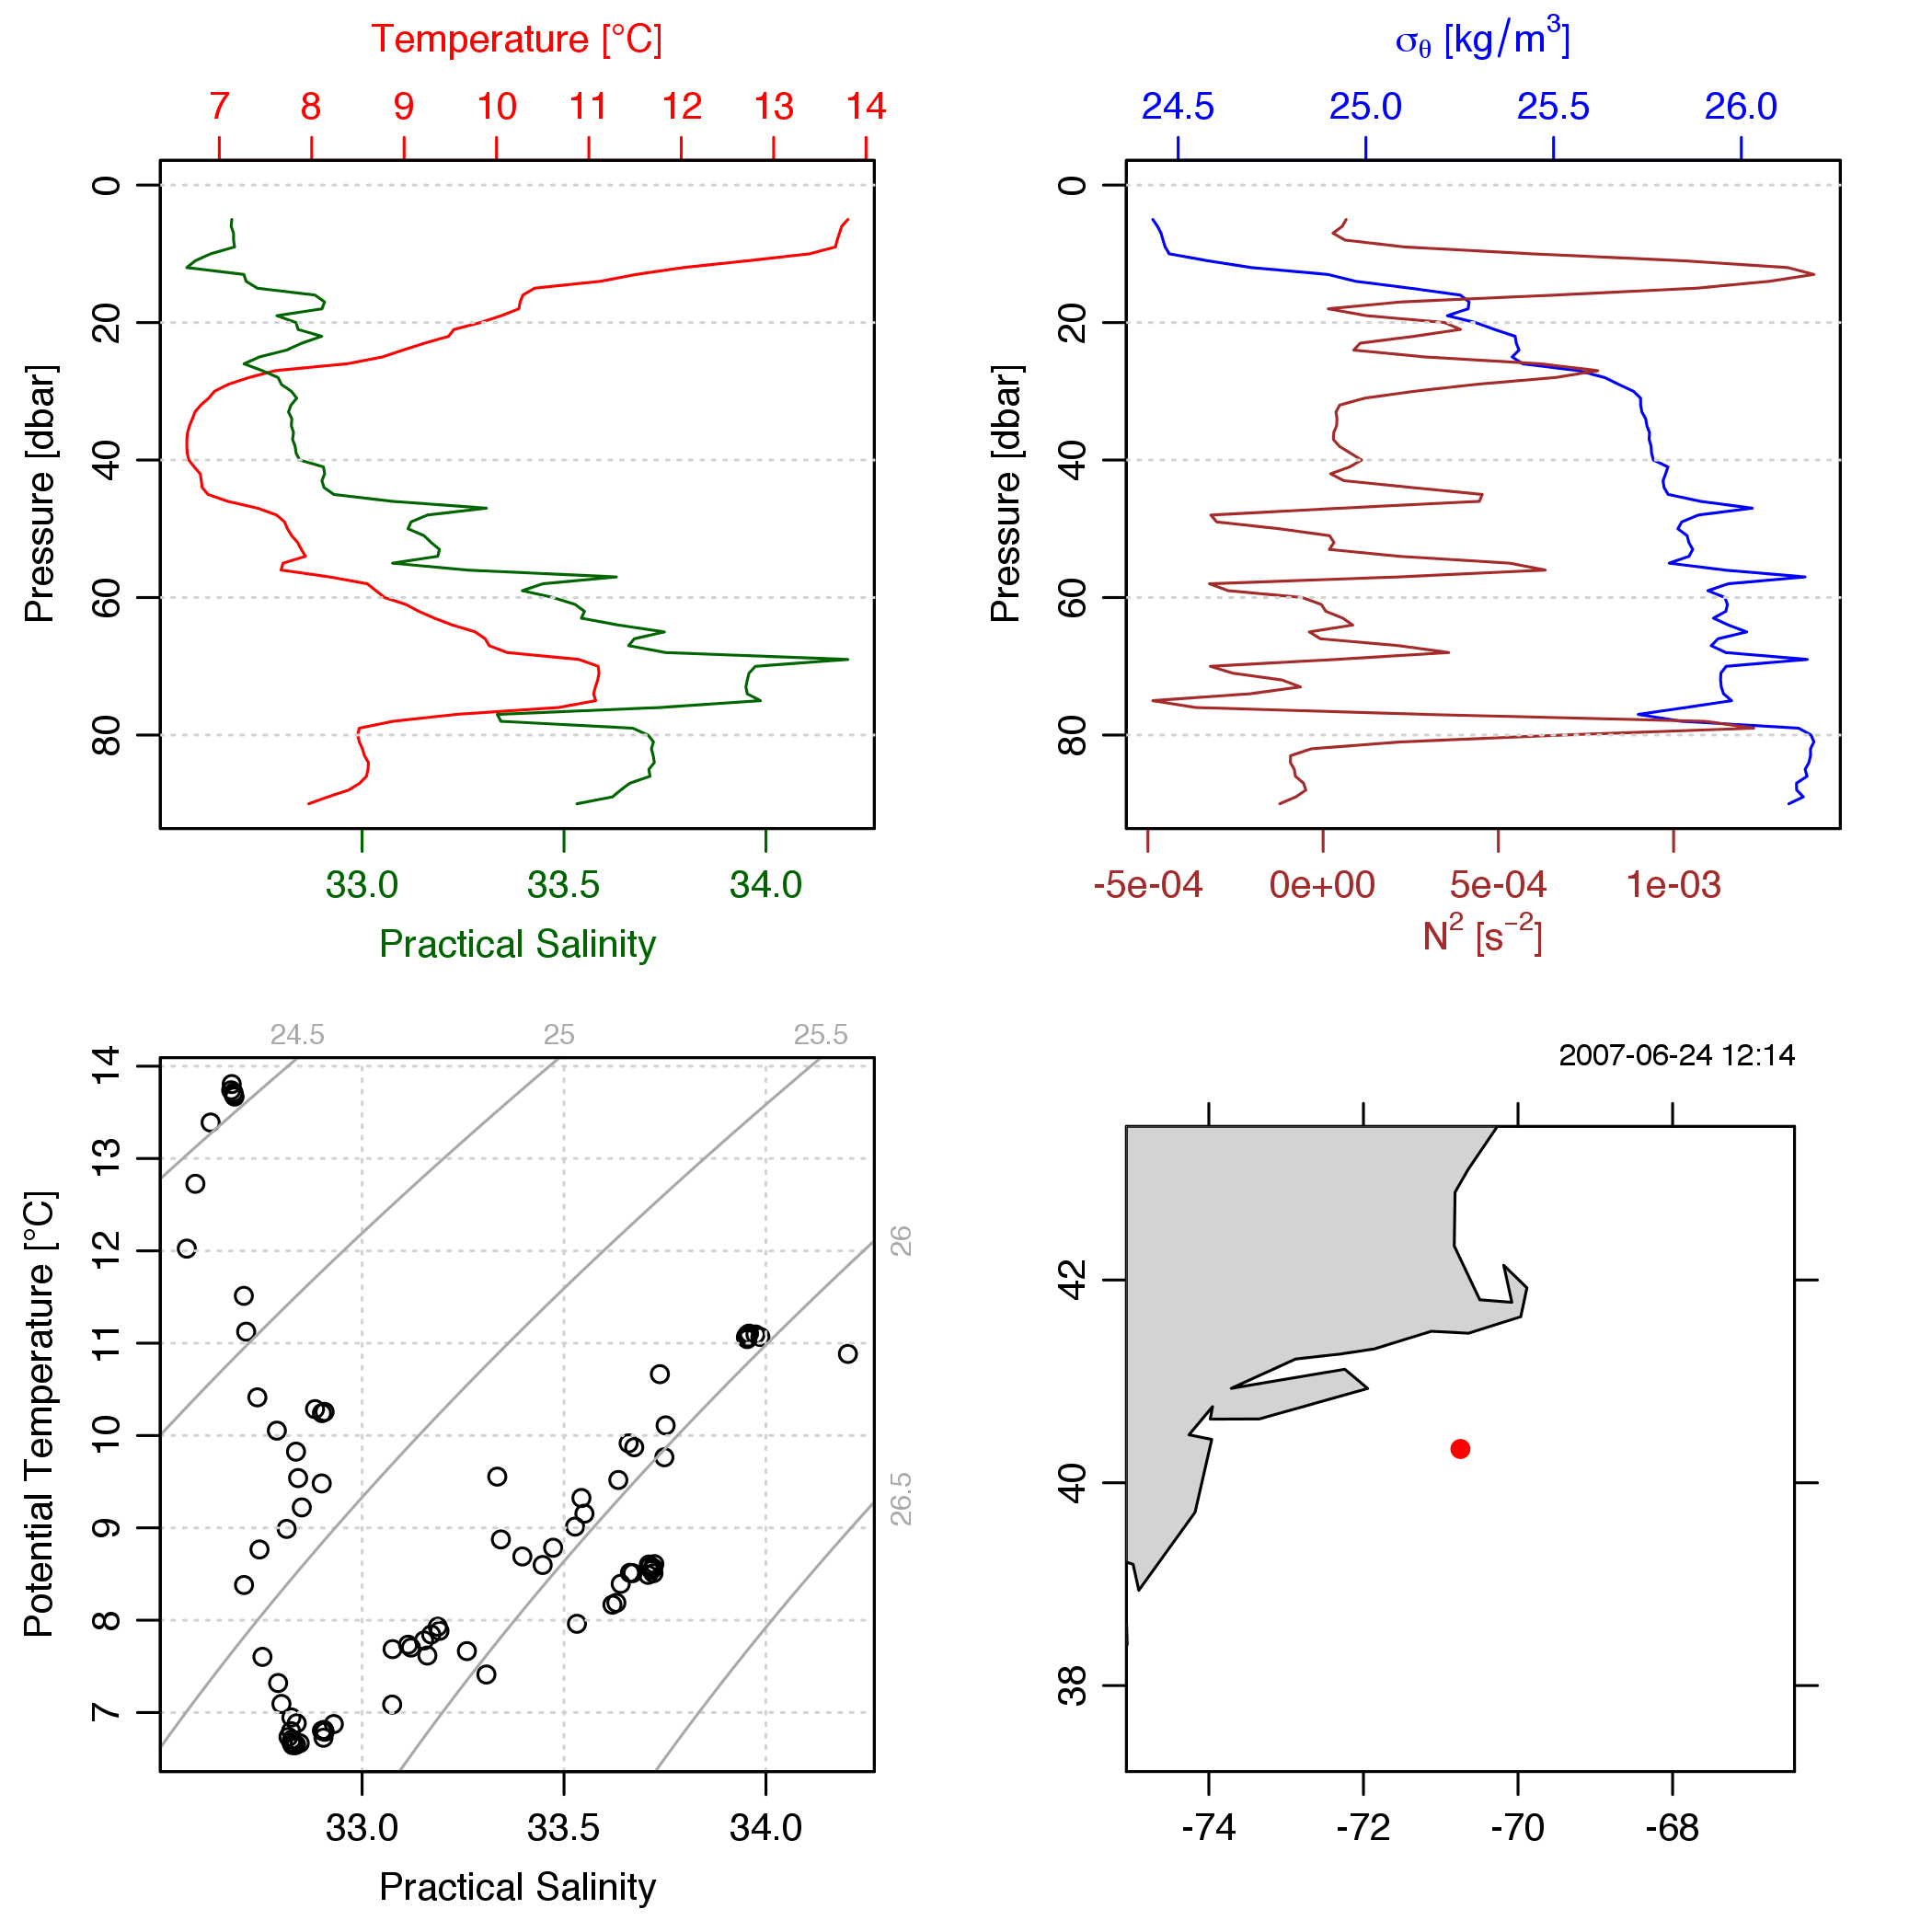 Temperature [°C]
7 8 9 10 11 12 13 14
0
20
40
60
80
Pressure [dbar]
33.0 33.5 34.0
Practical Salinity
σθ [kg/m³]
24.5 25.0 25.5 26.0
0
20
40
60
80
Pressure [dbar]
-5e-04 0e+00 5e-04 1e-03
N² [s⁻²]
24.5 25 25.5
26
26.5
14
13
12
11
10
9
8
7
Potential Temperature [°C]
33.0 33.5 34.0
Practical Salinity
2007-06-24 12:14
42
40
38
-74 -72 -70 -68